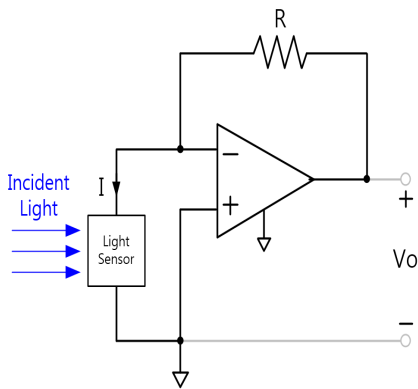 R
I
Incident
Light
Light
Sensor
−
+
+
Vo
−